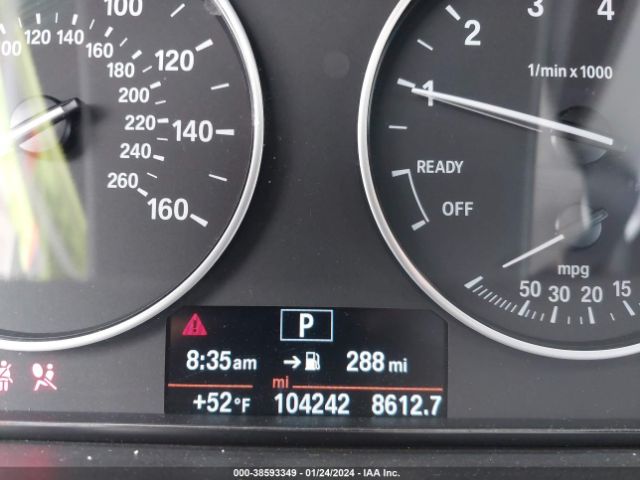 100
100 120 140
160
180
120
200
220
140
240
260
160
2
3
4
1/min x 1000
1
READY
OFF
mpg
50 30 20 15
P
8:35am
288 mi
mi
+52°F
104242
8612.7
000-38593349 - 01/24/2024 - IAA Inc.